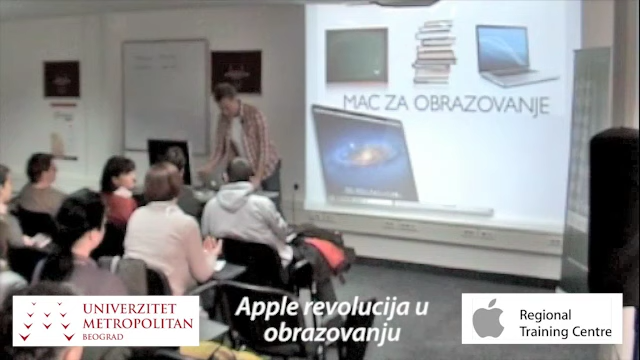 MAC ZA OBRAZOVANJE
UNIVERZITET
METROPOLITAN
BEOGRAD
Apple revolucija u
obrazovanju
Regional
Training Centre